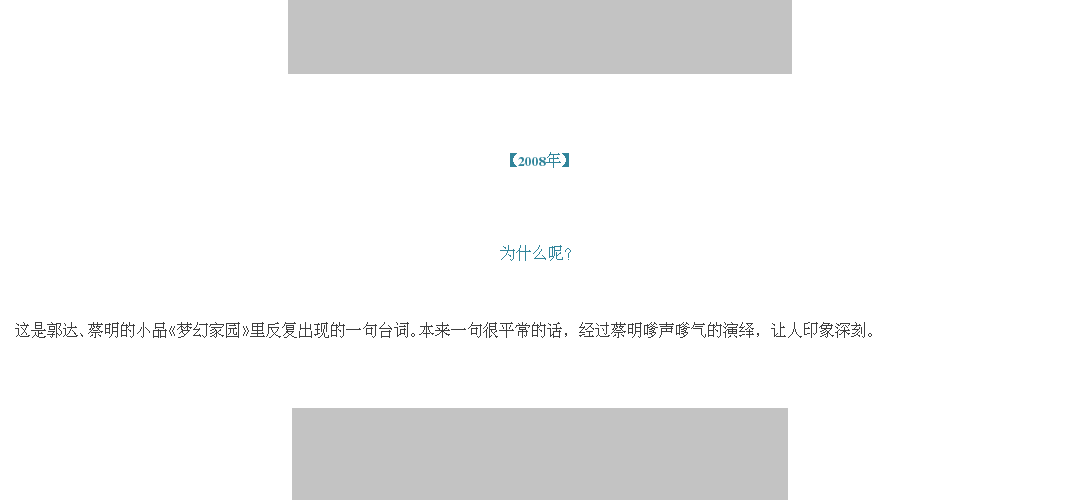 【2008年】
为什么呢?
这是郭达、蔡明的小品《梦幻家园》里反复出现的一句台词。本来一句很平常的话，经过蔡明嗲声嗲气的演绎，让人印象深刻。